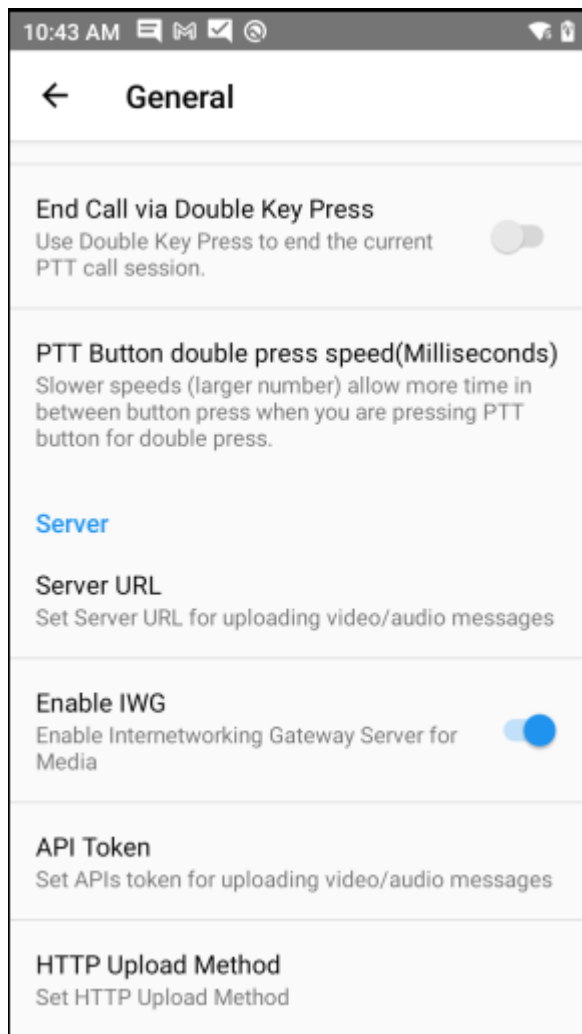 10:43 AM
General
End Call via Double Key Press
Use Double Key Press to end the current
PTT call session.
PTT Button double press speed(Milliseconds)
Slower speeds (larger number) allow more time in
between button press when you are pressing PTT
button for double press.
Server
Server URL
Set Server URL for uploading video/audio messages
Enable IWG
Enable Internetworking Gateway Server for
Media
API Token
Set APIs token for uploading video/audio messages
HTTP Upload Method
Set HTTP Upload Method